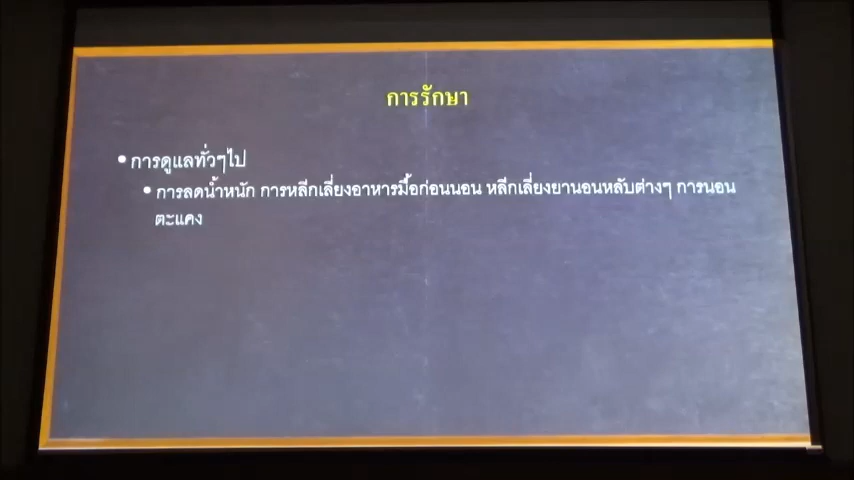 การรักษา
•การดูแลทั่วๆไป
• การลดน้ำหนัก การหลีกเลี่ยงอาหารมื้อก่อนนอน หลีกเลี่ยงยานอนหลับต่างๆ การนอน
ตะแคง